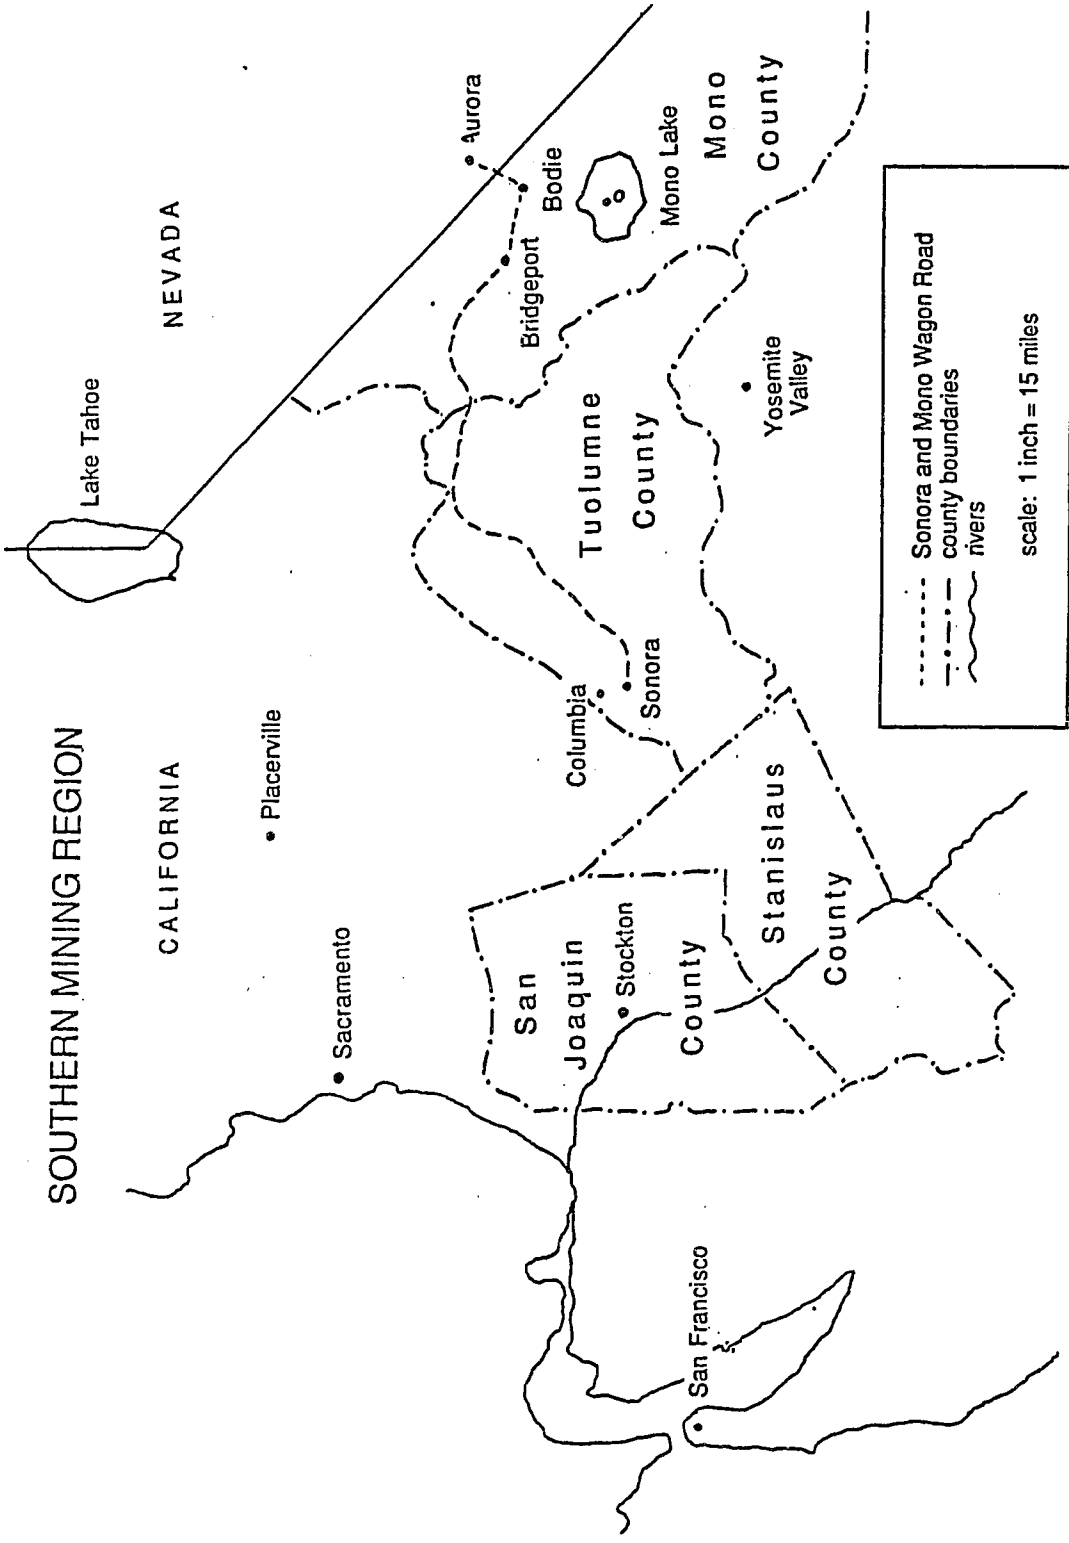 SOUTHERN MINING REGION
CALIFORNIA
NEVADA
Lake Tahoe
Placerville
Sacramento
Aurora
Bodie
Bridgeport
Mono Lake
Mono
County
Tuolumne
County
Yosemite
Valley
Columbia
Sonora
San
Joaquin
County
Stockton
Stanislaus
County
San Francisco
Sonora and Mono Wagon Road
county boundaries
rivers
scale: 1 inch = 15 miles